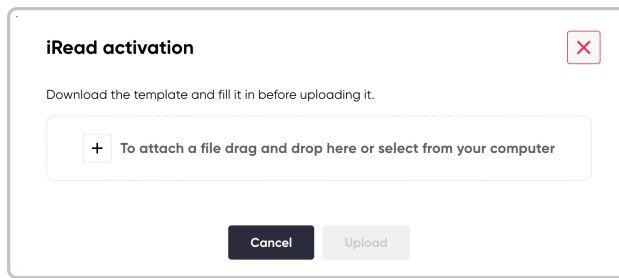 iRead activation
Download the template and fill it in before uploading it.
+ To attach a file drag and drop here or select from your computer
Cancel Upload